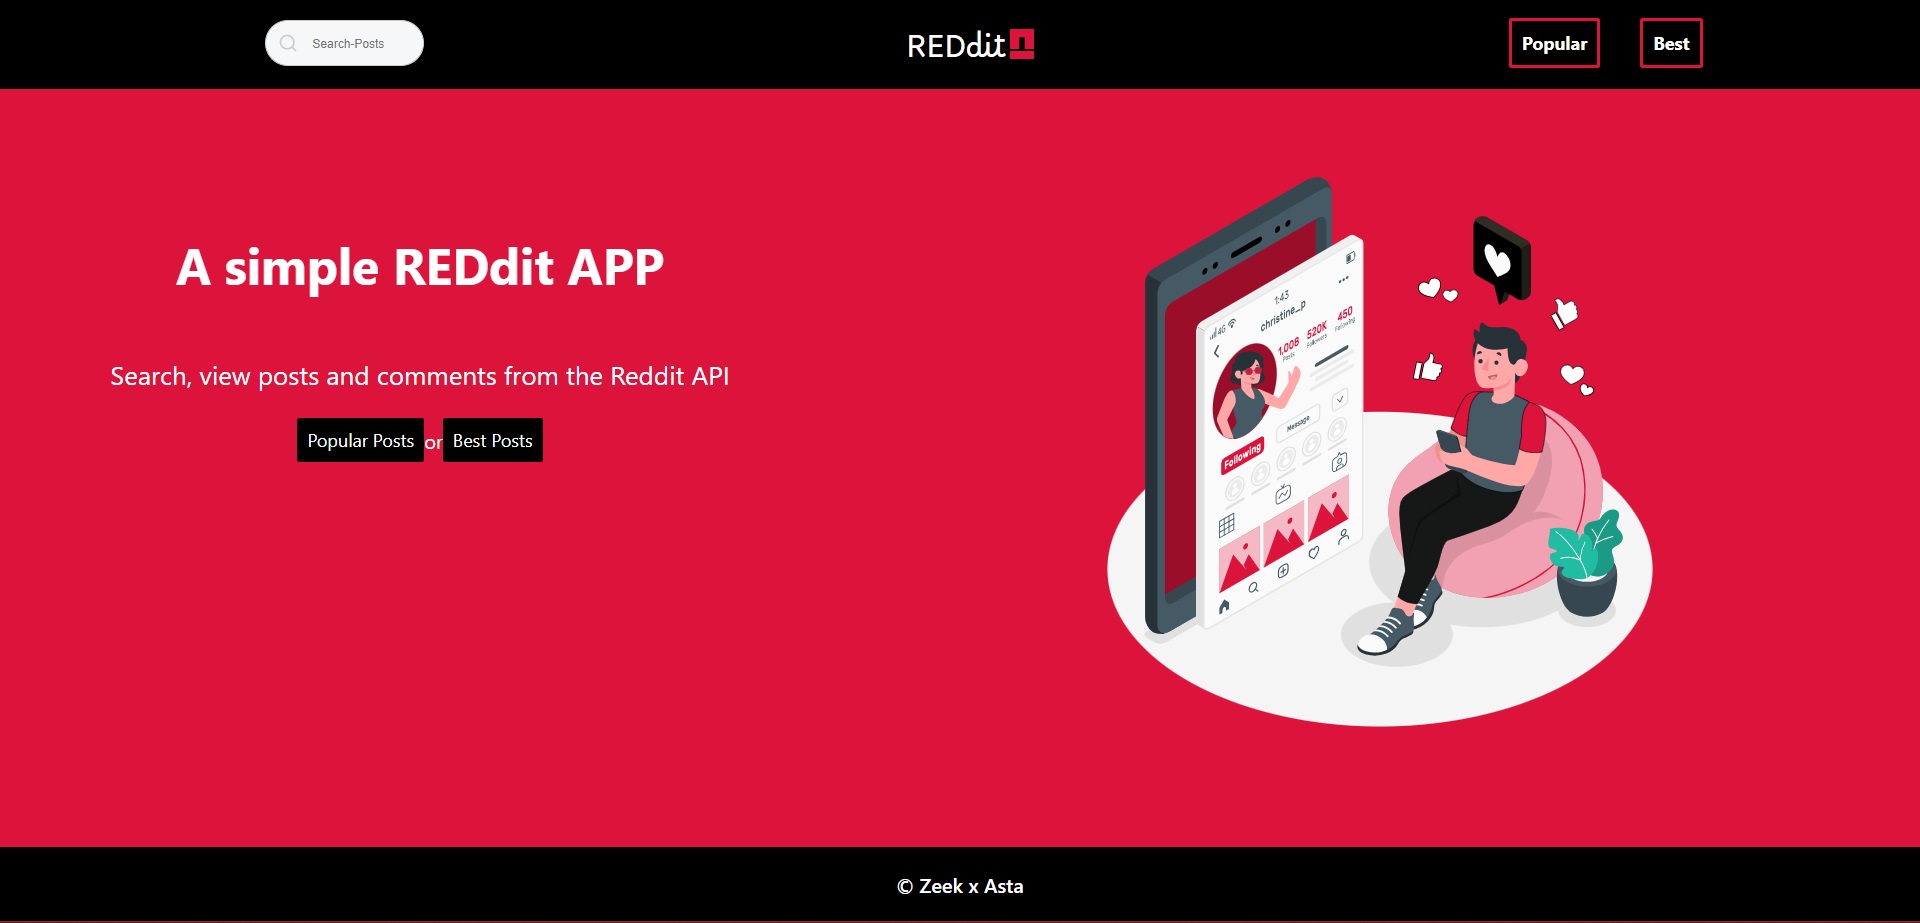 Search-Posts
REDdit
Popular
Best
A simple REDdit APP
Search, view posts and comments from the Reddit API
Popular Posts or Best Posts
4G
1:43
christine_p
1,008
Posts
520K
Followers
450
Following
Message
Following
© Zeek x Asta